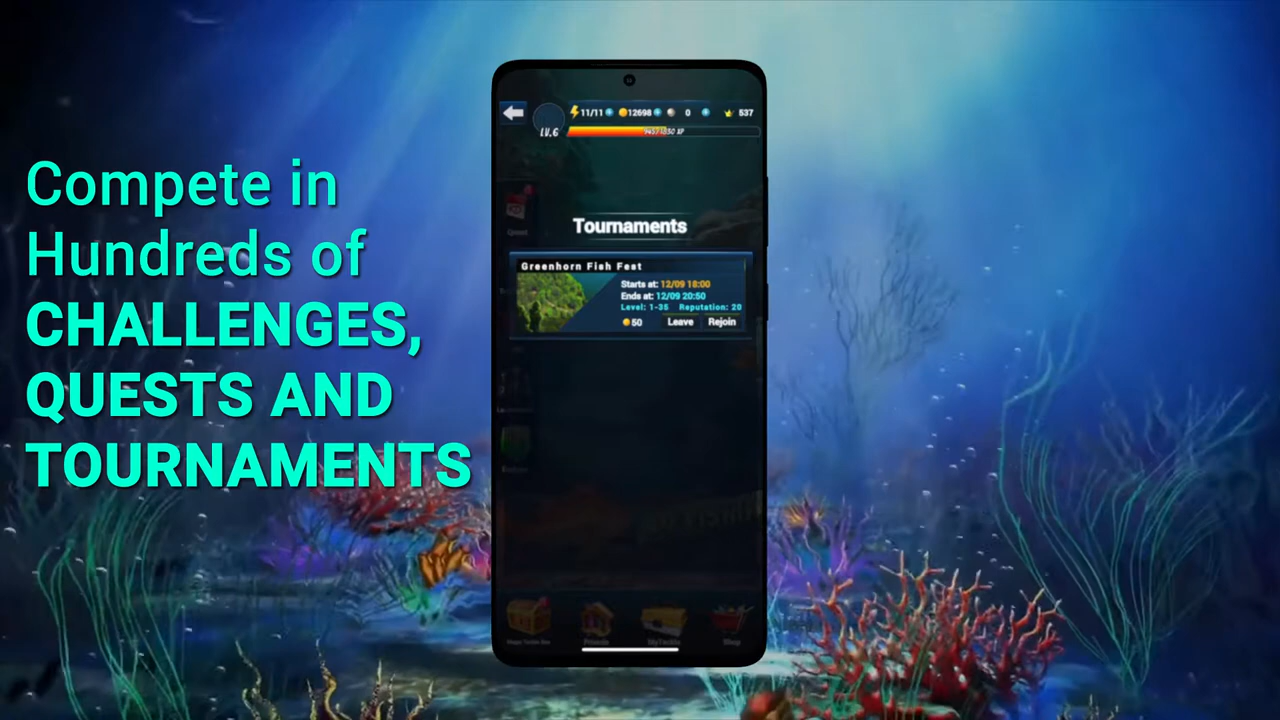 Compete in
Hundreds of
CHALLENGES,
QUESTS AND
TOURNAMENTS
11/11 12698 0 537
LV.6
Tournaments
Greenhorn Fish Fest
Starts at: 12/09 18:00
Ends at: 12/09 20:50
Level: 1-35 Reputation: 20
50 Leave Rejoin
Shop